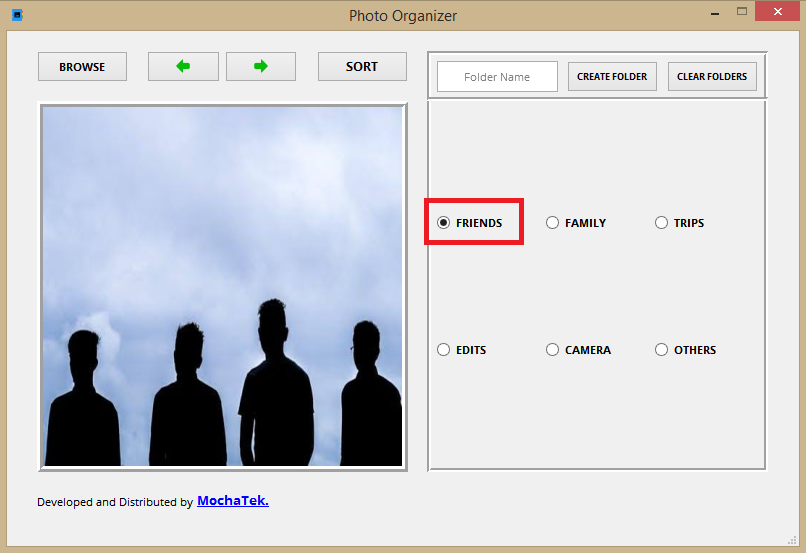 Photo Organizer
BROWSE
SORT
Folder Name
CREATE FOLDER
CLEAR FOLDERS
FRIENDS
FAMILY
TRIPS
EDITS
CAMERA
OTHERS
Developed and Distributed by MochaTek.